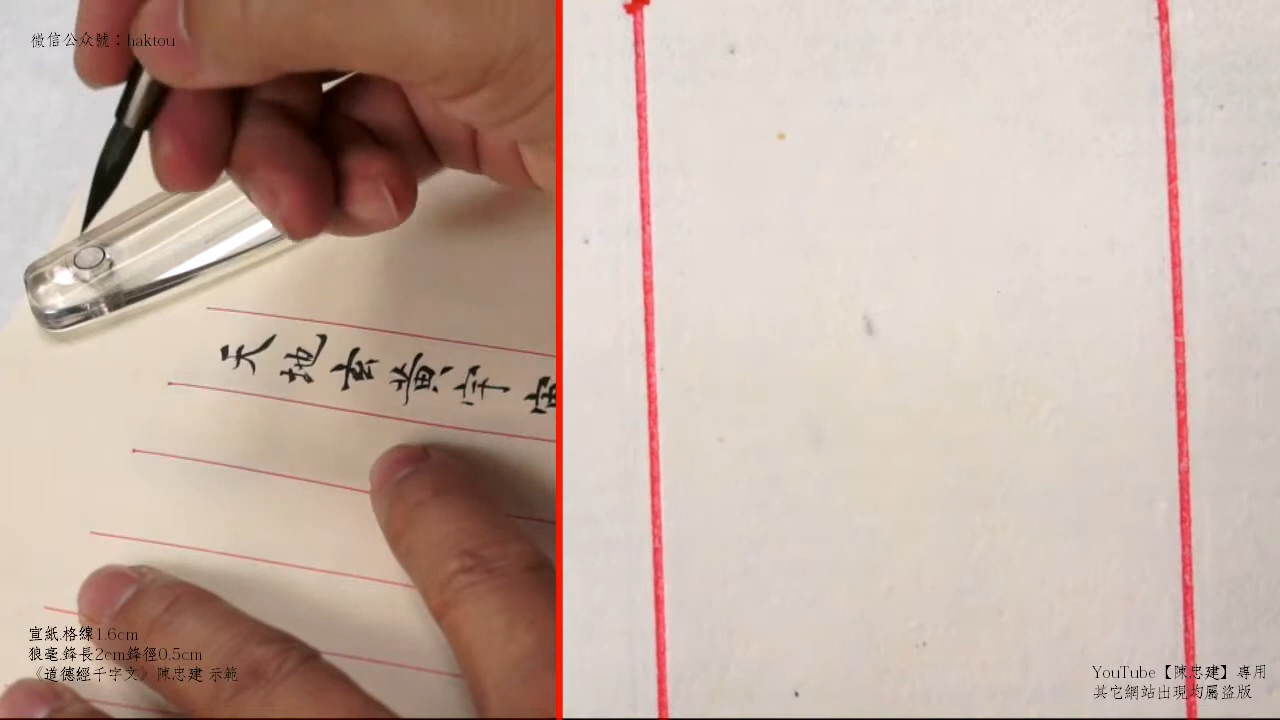 微信公众號：haktou
天地玄黃宇宙
宣紙格線1.6cm
狼毫鋒長2cm鋒徑0.5cm
《道德經千字文》陳忠建 示範
YouTube【陳忠建】專用
其它網站出現均屬盜版